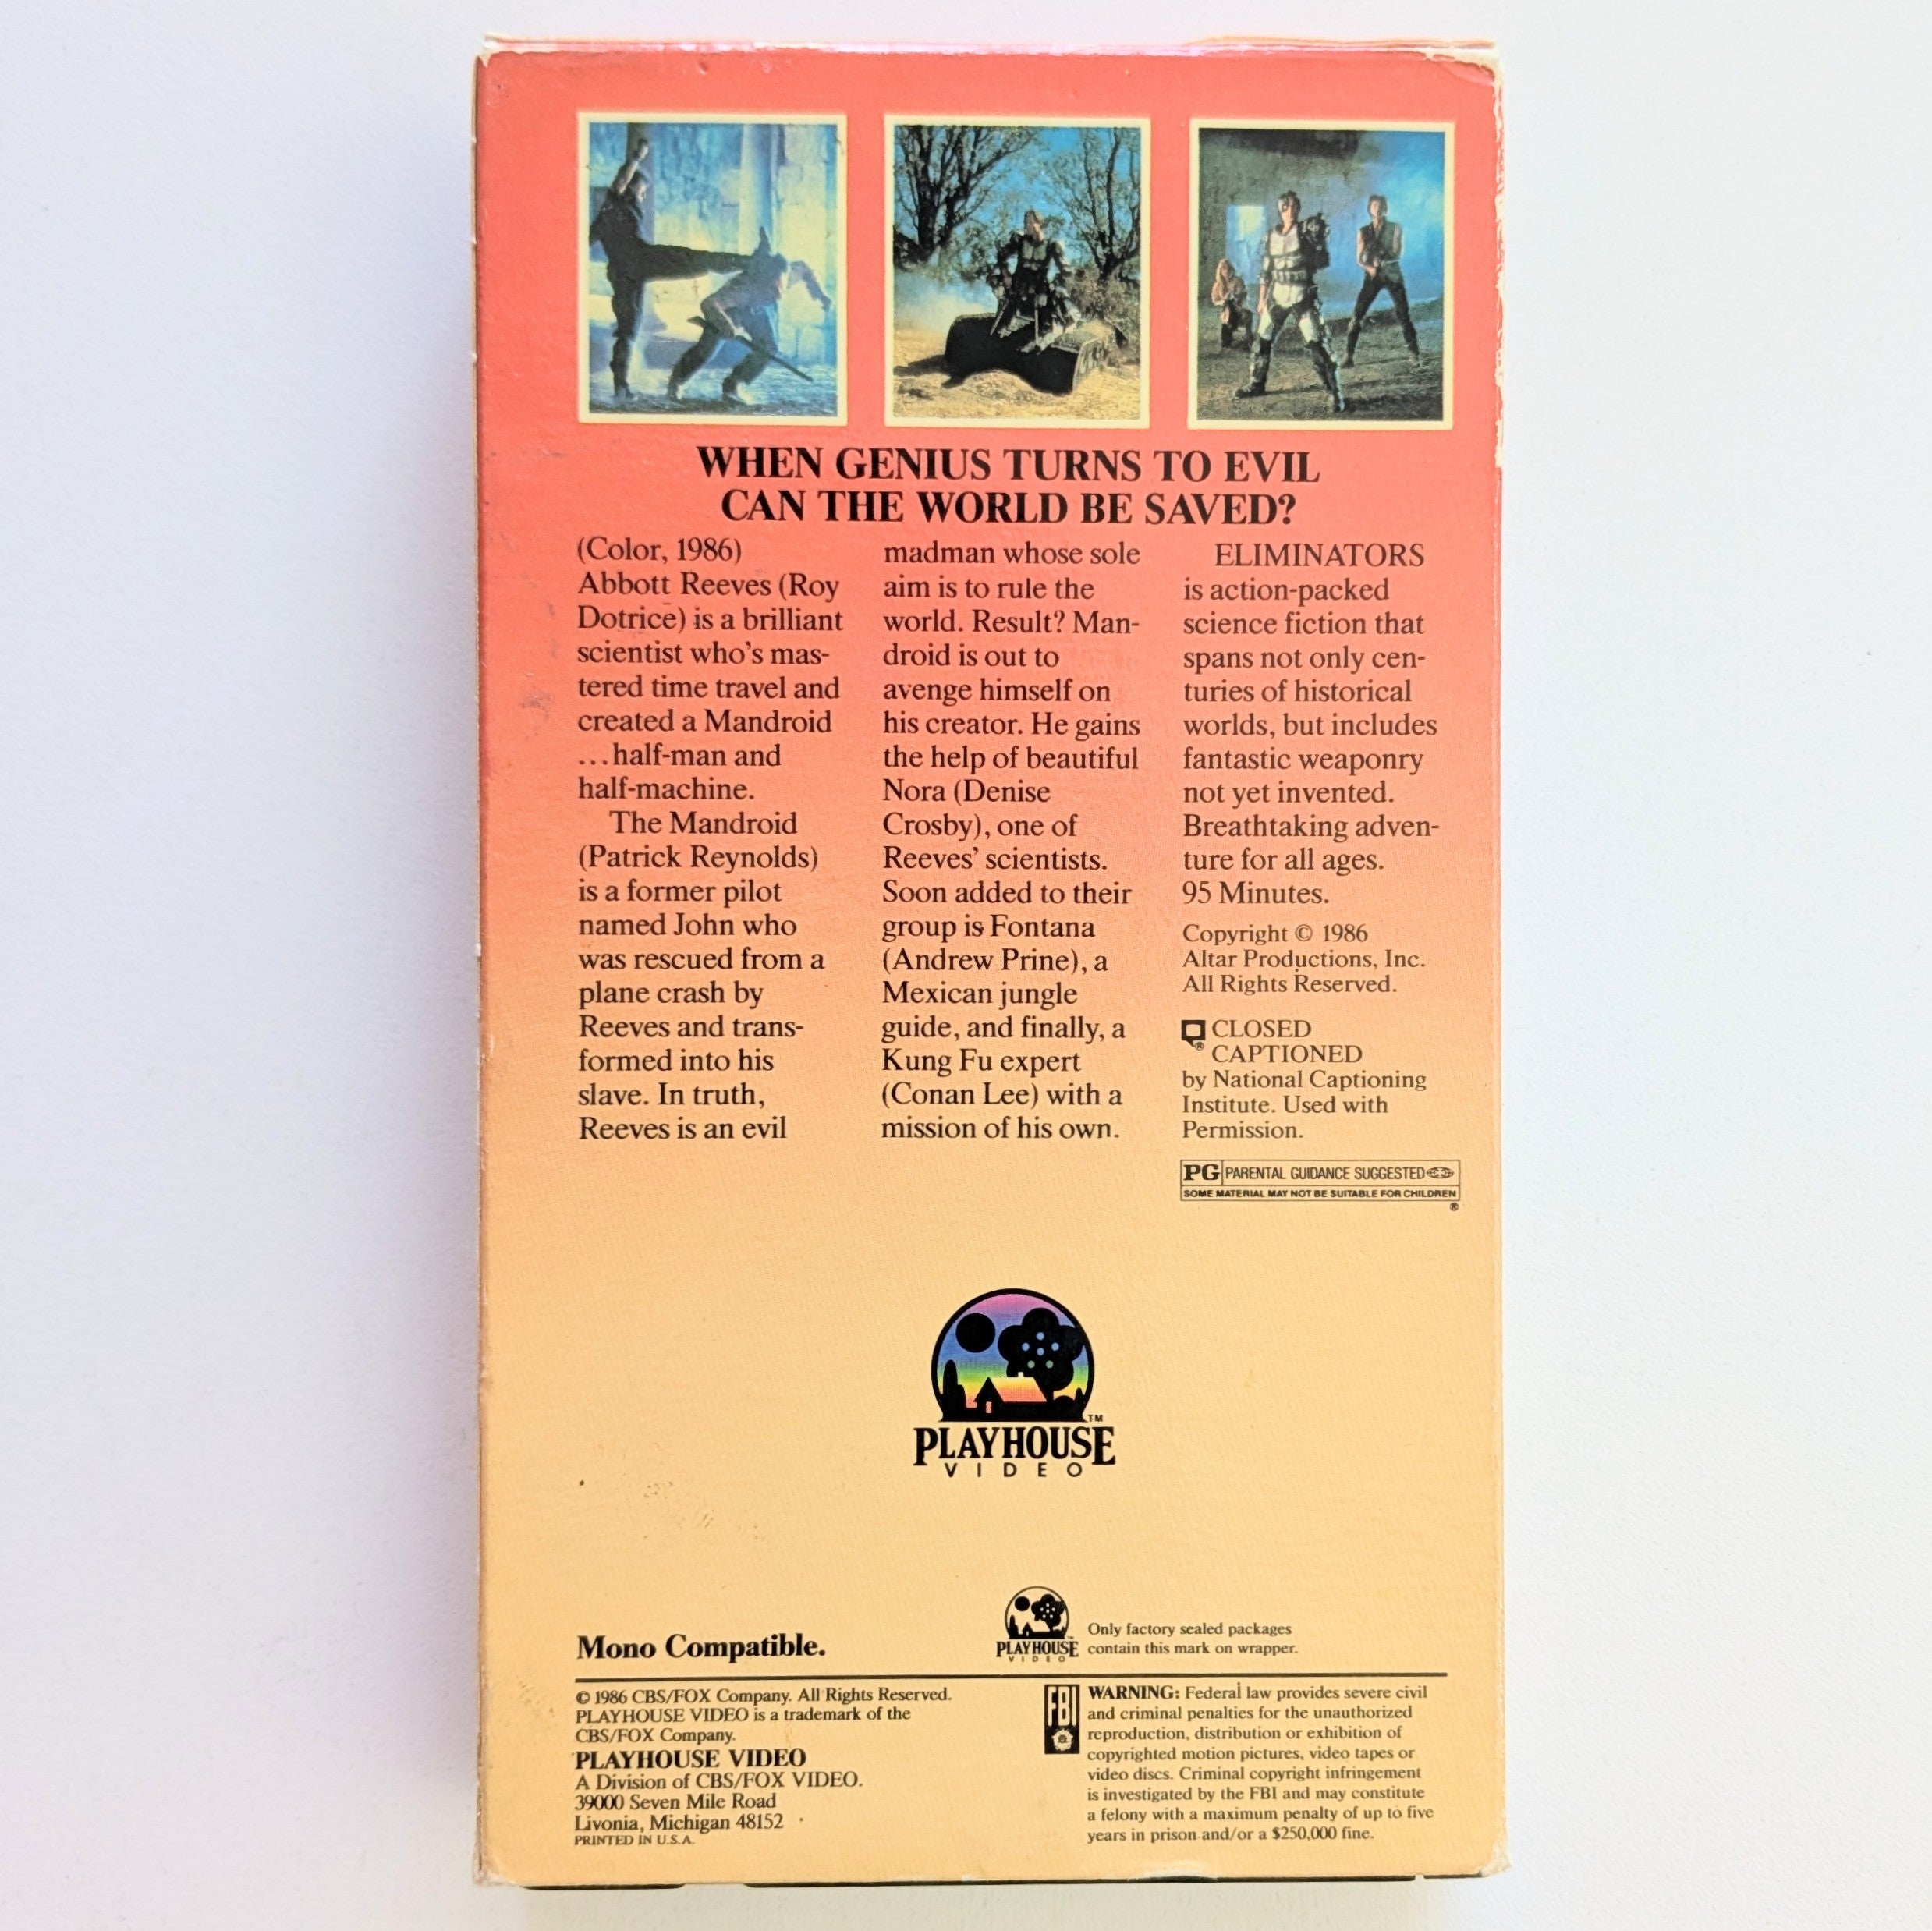 WHEN GENIUS TURNS TO EVIL
CAN THE WORLD BE SAVED?
(Color, 1986)
Abbott Reeves (Roy
Dotrice) is a brilliant
scientist who's mas-
tered time travel and
created a Mandroid
...half-man and
half-machine.
The Mandroid
(Patrick Reynolds)
is a former pilot
named John who
was rescued from a
plane crash by
Reeves and trans-
formed into his
slave. In truth,
Reeves is an evil
madman whose sole
aim is to rule the
world. Result? Man-
droid is out to
avenge himself on
his creator. He gains
the help of beautiful
Nora (Denise
Crosby), one of
Reeves' scientists.
Soon added to their
group is Fontana
(Andrew Prine), a
Mexican jungle
guide, and finally, a
Kung Fu expert
(Conan Lee) with a
mission of his own.
ELIMINATORS
is action-packed
science fiction that
spans not only cen-
turies of historical
worlds, but includes
fantastic weaponry
not yet invented.
Breathtaking adven-
ture for all ages.
95 Minutes.
Copyright © 1986
Altar Productions, Inc.
All Rights Reserved.
® CLOSED
CAPTIONED
by National Captioning
Institute. Used with
Permission.
PG PARENTAL GUIDANCE SUGGESTED
SOME MATERIAL MAY NOT BE SUITABLE FOR CHILDREN
®
TM
PLAYHOUSE
VIDEO
Mono Compatible.
PLAYHOUSE
VIDEO
Only factory sealed packages
contain this mark on wrapper.
© 1986 CBS/FOX Company. All Rights Reserved.
PLAYHOUSE VIDEO is a trademark of the
CBS/FOX Company.
PLAYHOUSE VIDEO
A Division of CBS/FOX VIDEO.
39000 Seven Mile Road
Livonia, Michigan 48152
PRINTED IN U.S.A.
FBI
WARNING: Federal law provides severe civil
and criminal penalties for the unauthorized
reproduction, distribution or exhibition of
copyrighted motion pictures, video tapes or
video discs. Criminal copyright infringement
is investigated by the FBI and may constitute
a felony with a maximum penalty of up to five
years in prison and/or a $250,000 fine.